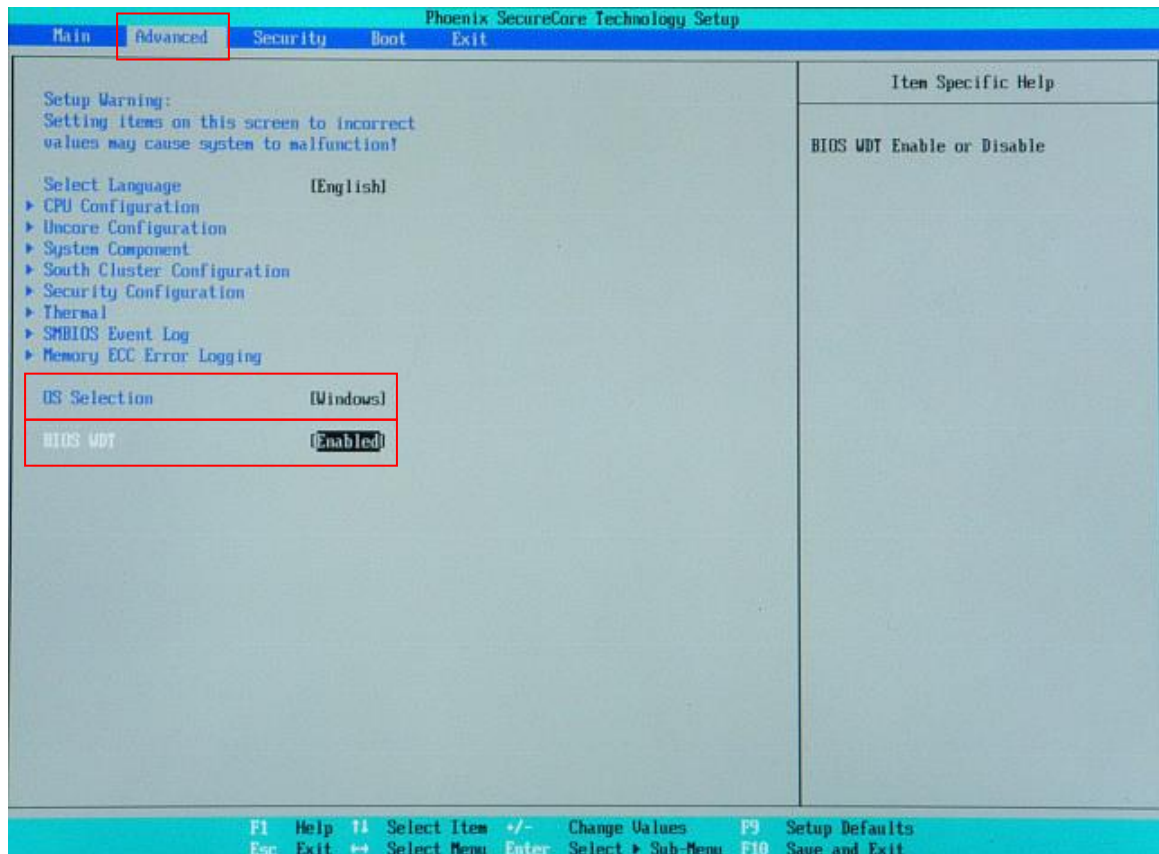 Phoenix SecureCore Technology Setup
Main Advanced Security Boot Exit
Item Specific Help
Setup Warning:
Setting items on this screen to incorrect
values may cause system to malfunction!
BIOS WDT Enable or Disable
Select Language [English]
▶ CPU Configuration
▶ Uncore Configuration
▶ System Component
▶ South Cluster Configuration
▶ Security Configuration
▶ Thermal
▶ SMBIOS Event Log
▶ Memory ECC Error Logging
OS Selection [Windows]
BIOS WDT [Enabled]
F1 Help ↑↓ Select Item +/- Change Values F9 Setup Defaults
Esc Exit ↔ Select Menu Enter Select ▶ Sub-Menu F10 Save and Exit